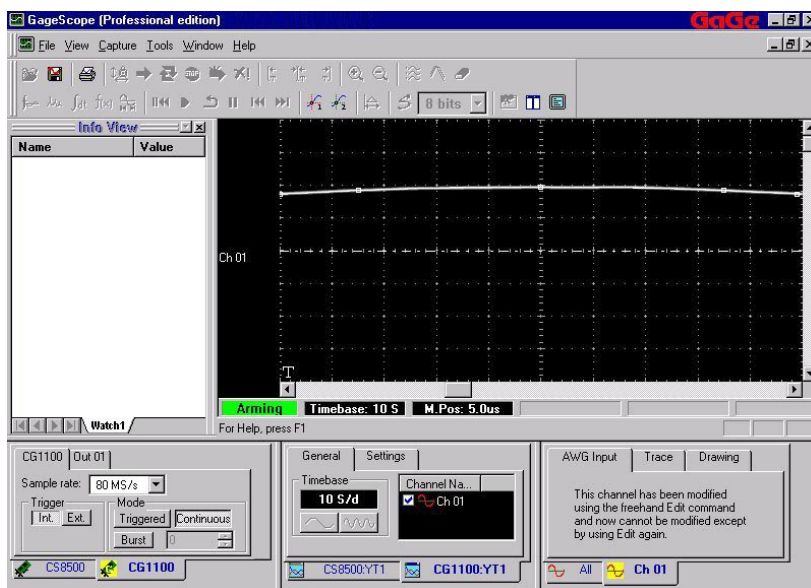 GageScope (Professional edition)
GaGe
File View Capture Tools Window Help
8 bits
Info View
Name Value
Ch 01
T
Arming Timebase: 10 S M.Pos: 5.0us
Watch1
For Help, press F1
CG1100 Out 01
Sample rate: 80 MS/s
Trigger Mode
Int. Ext. Triggered Continuous
Burst 0
CS8500 CG1100
General Settings
Timebase
10 S/d
Channel Na...
Ch 01
CS8500:YT1 CG1100:YT1
AWG Input Trace Drawing
This channel has been modified
using the freehand Edit command
and now cannot be modified except
by using Edit again.
All Ch 01